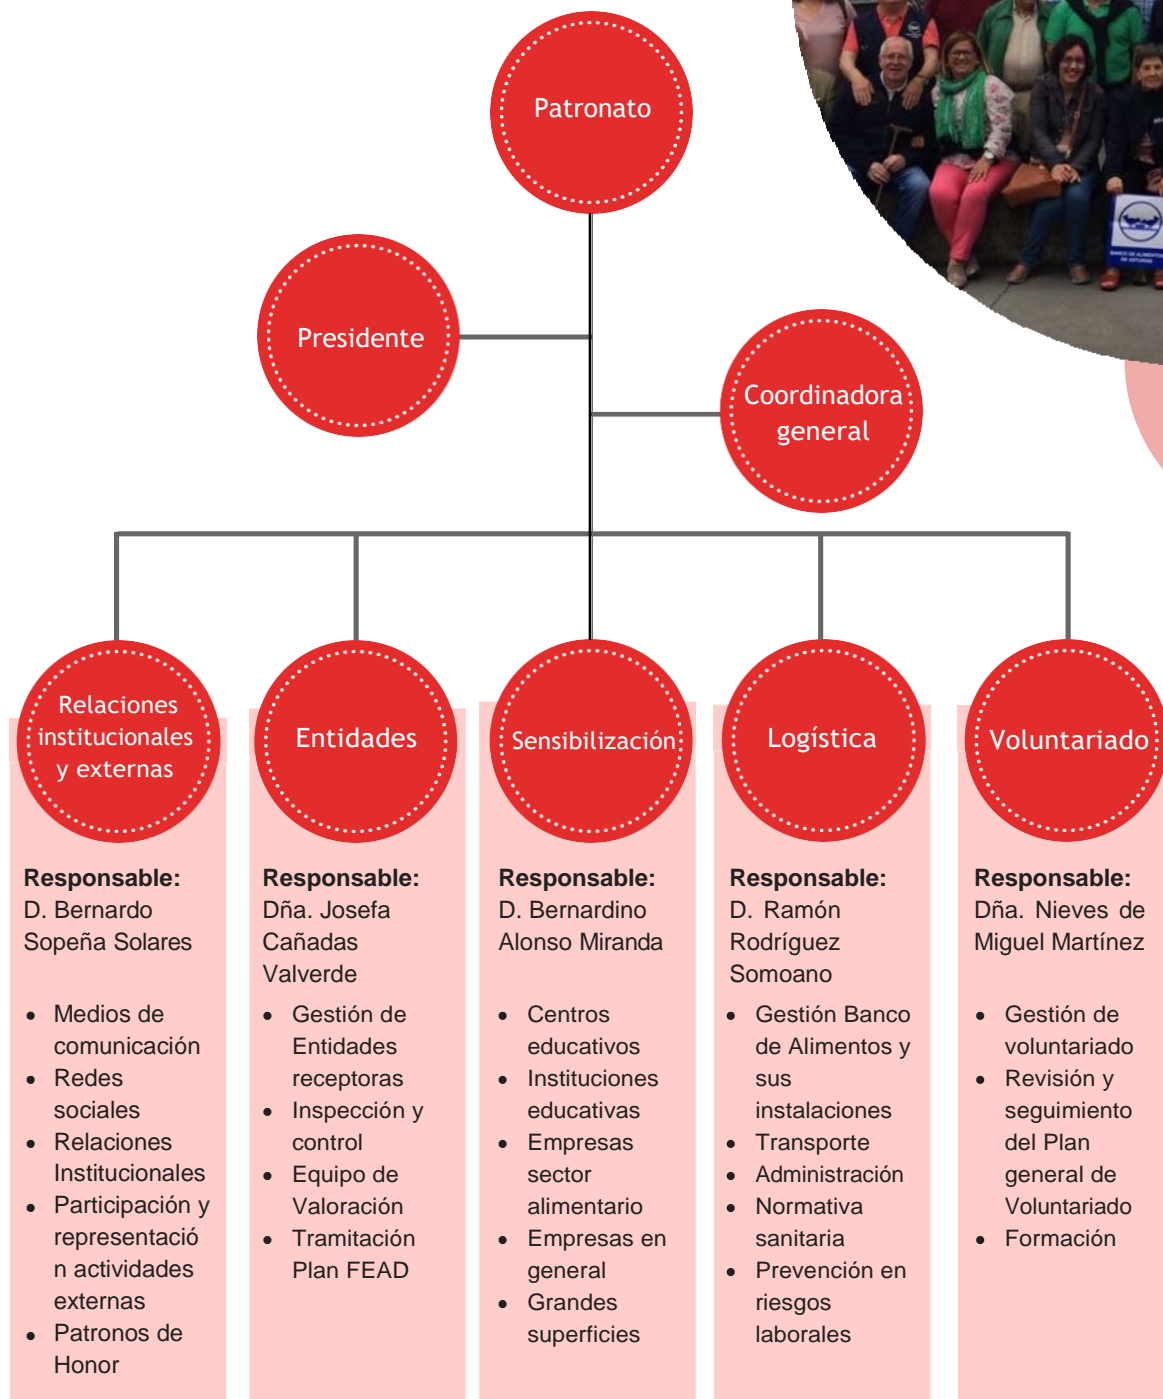 Patronato
Presidente
Coordinadora
general
BANCO DE ALIMENTOS
DE ASTURIAS
Relaciones
institucionales
y externas
Entidades
Sensibilización
Logística
Voluntariado
Responsable:
D. Bernardo
Sopeña Solares
• Medios de
comunicación
• Redes
sociales
• Relaciones
Institucionales
• Participación y
representació
n actividades
externas
• Patronos de
Honor
Responsable:
Dña. Josefa
Cañadas
Valverde
• Gestión de
Entidades
receptoras
• Inspección y
control
• Equipo de
Valoración
• Tramitación
Plan FEAD
Responsable:
D. Bernardino
Alonso Miranda
• Centros
educativos
• Instituciones
educativas
• Empresas
sector
alimentario
• Empresas en
general
• Grandes
superficies
Responsable:
D. Ramón
Rodríguez
Somoano
• Gestión Banco
de Alimentos y
sus
instalaciones
• Transporte
• Administración
• Normativa
sanitaria
• Prevención en
riesgos
laborales
Responsable:
Dña. Nieves de
Miguel Martínez
• Gestión de
voluntariado
• Revisión y
seguimiento
del Plan
general de
Voluntariado
• Formación